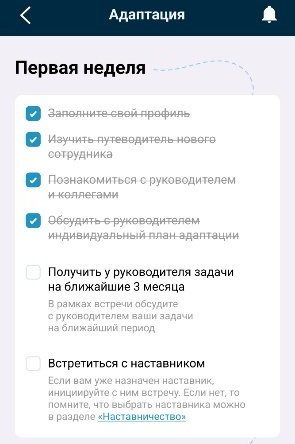 Адаптация
Первая неделя
Заполните свой профиль
Изучить путеводитель нового
сотрудника
Познакомиться с руководителем
и коллегами
Обсудить с руководителем
индивидуальный план адаптации
Получить у руководителя задачи
на ближайшие 3 месяца
В рамках встречи обсудите
с руководителем ваши задачи
на ближайший период
Встретиться с наставником
Если вам уже назначен наставник,
инициируйте с ним встречу. Если нет, то
помните, что выбрать наставника можно
в разделе «Наставничество»